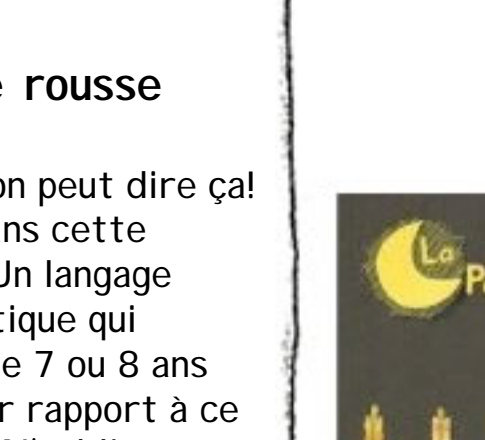 rousse
on peut dire ça!
ns cette
Un langage
tique qui
e 7 ou 8 ans
r rapport à ce
La